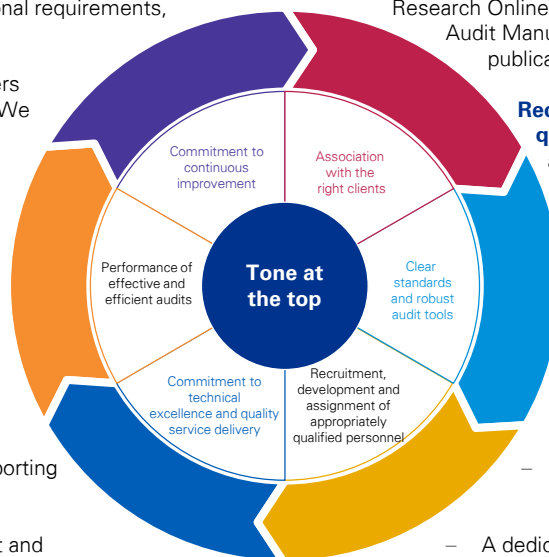 onal requirements,
Research Online
Audit Manu
publica
ers
We
Rec
q
Commitment to
continuous
improvement
Association
with the
right clients
Performance of
effective and
efficient audits
Tone at
the top
Clear
standards
and robust
audit tools
Commitment to
technical
excellence and quality
service delivery
Recruitment,
development and
assignment of
appropriately
qualified personnel
porting
–
t and
– A dedic